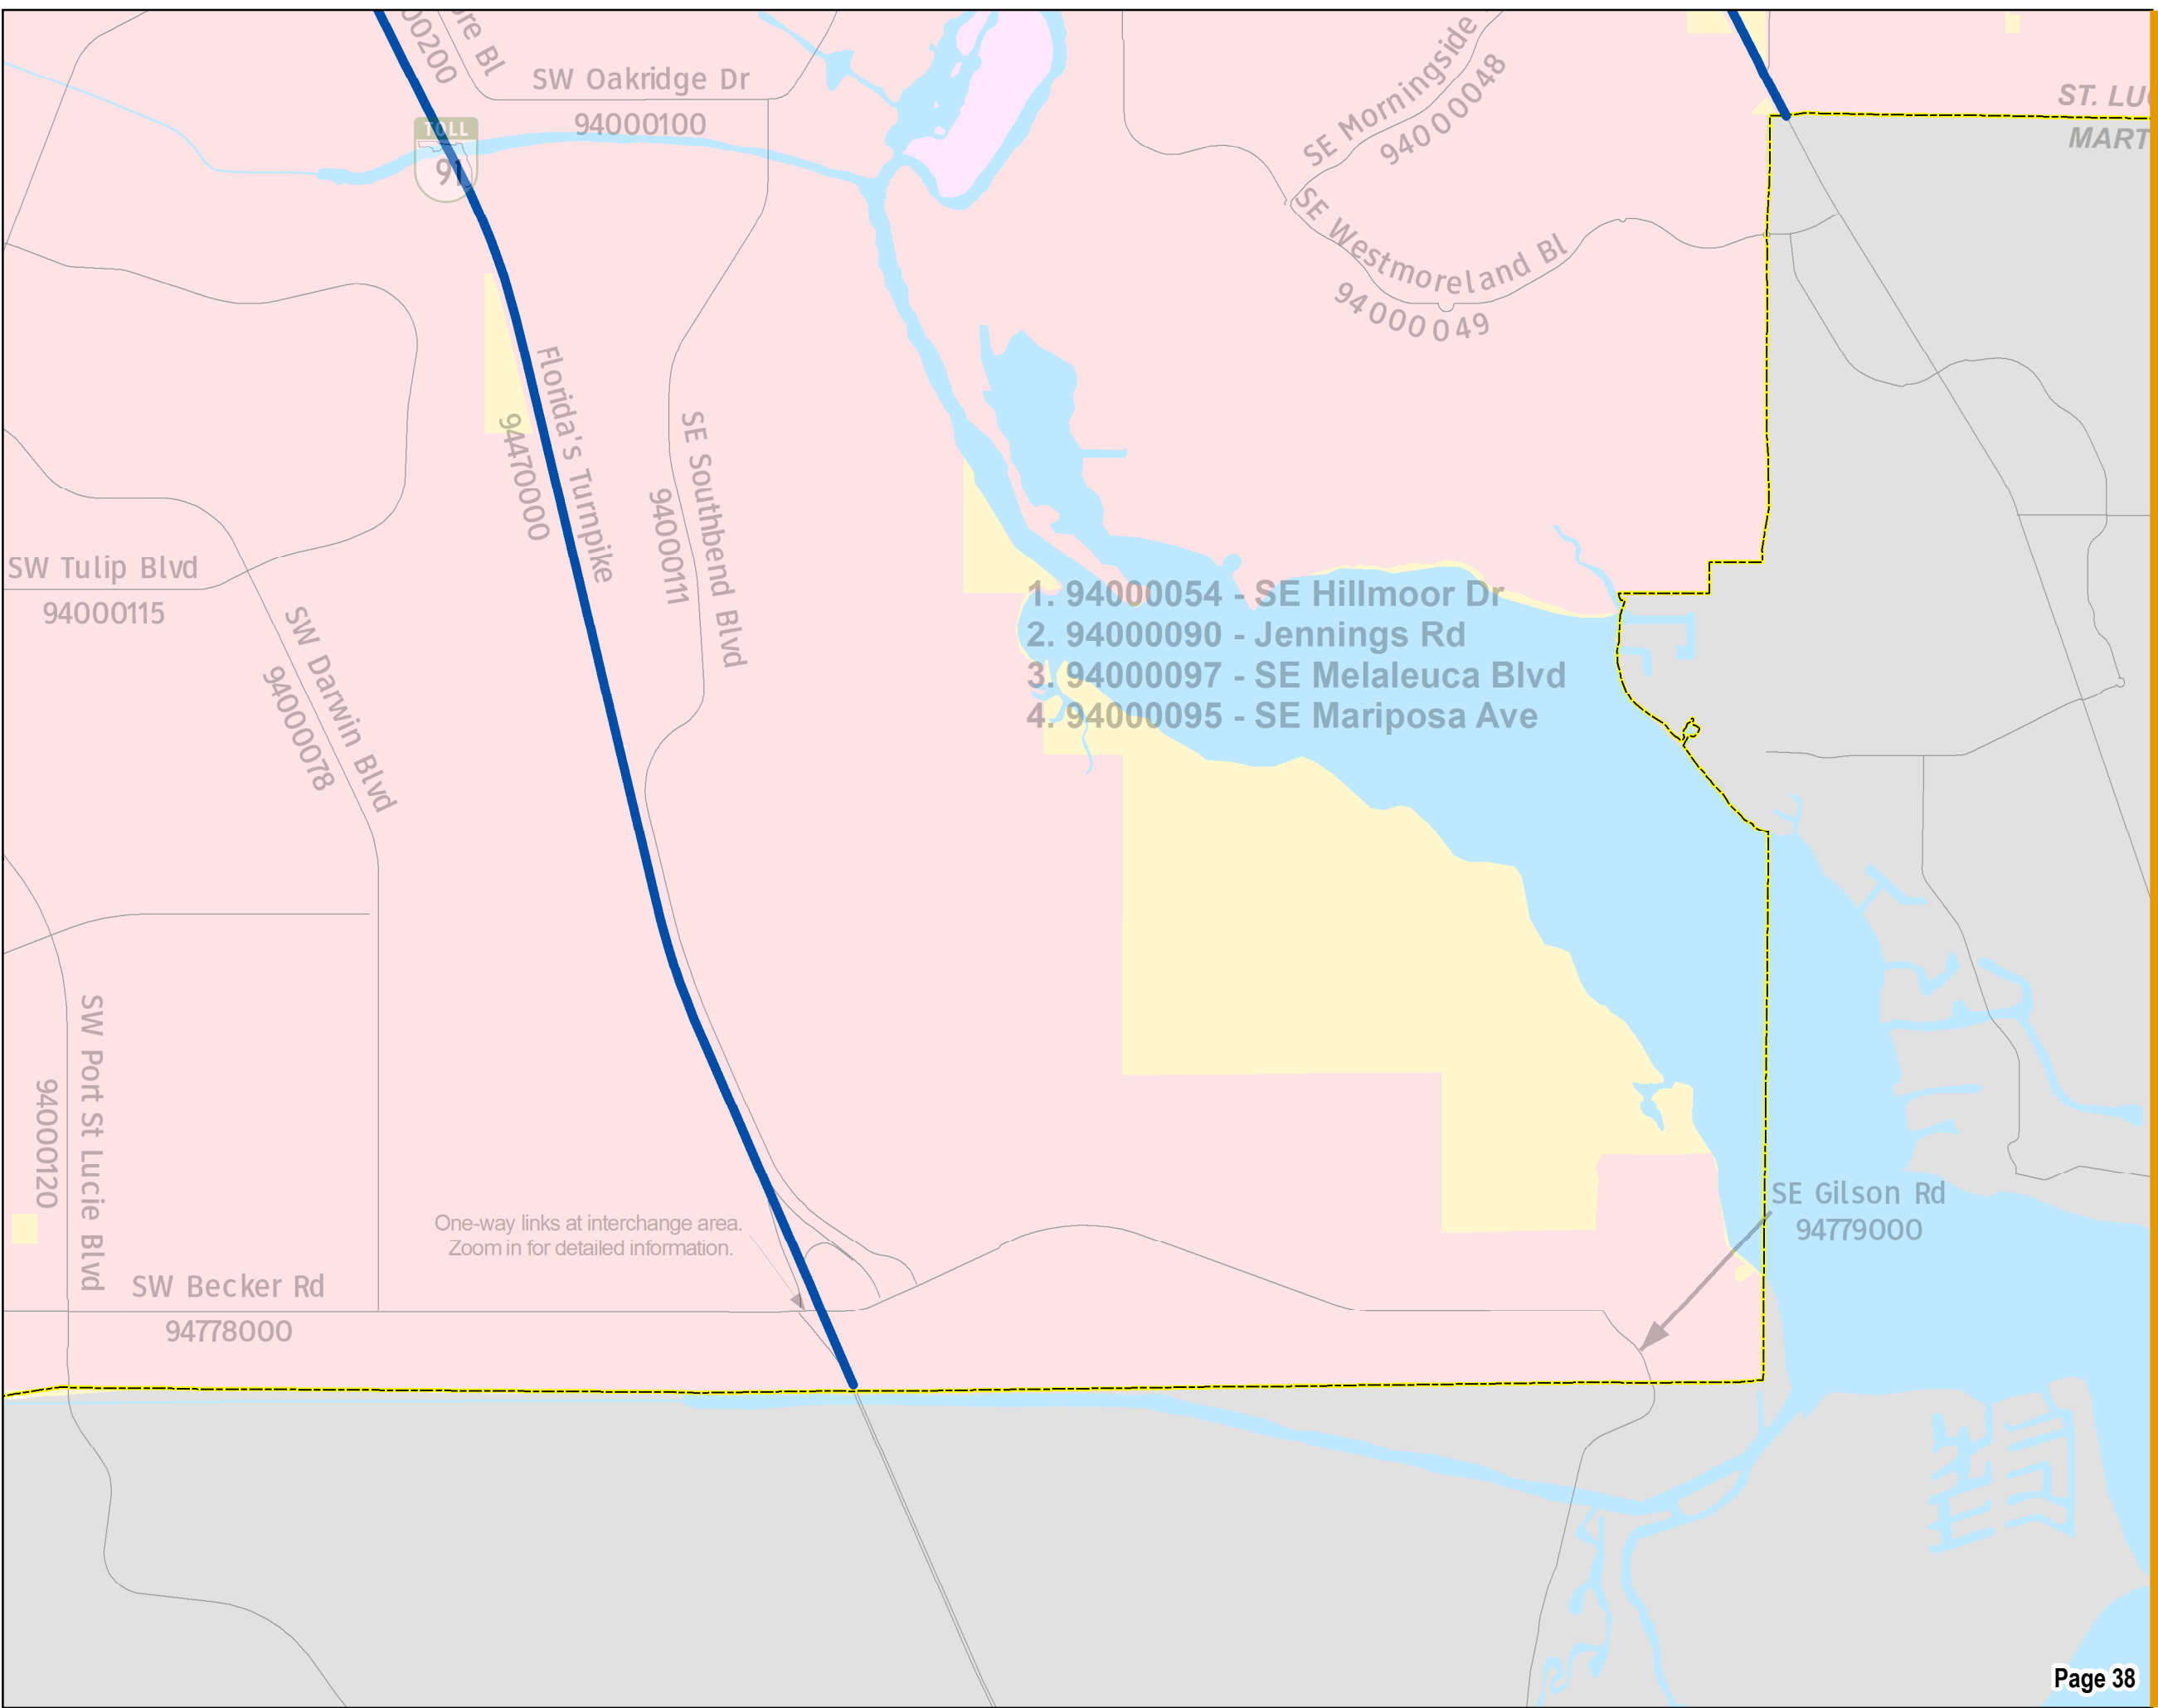 00200
ore Bl
SW Oakridge Dr
94000100
TOLL
91
SE Morningside
94000048
ST. LU
MART
SE Westmoreland Bl
94000049
Florida's Turnpike
94470000
SE Southbend Blvd
94000111
SW Tulip Blvd
94000115
1. 94000054 - SE Hillmoor Dr
2. 94000090 - Jennings Rd
3. 94000097 - SE Melaleuca Blvd
4. 94000095 - SE Mariposa Ave
SW Darwin Blvd
94000078
SW Port St Lucie Blvd
94000120
One-way links at interchange area.
Zoom in for detailed information.
SE Gilson Rd
94779000
SW Becker Rd
94778000
Page 38